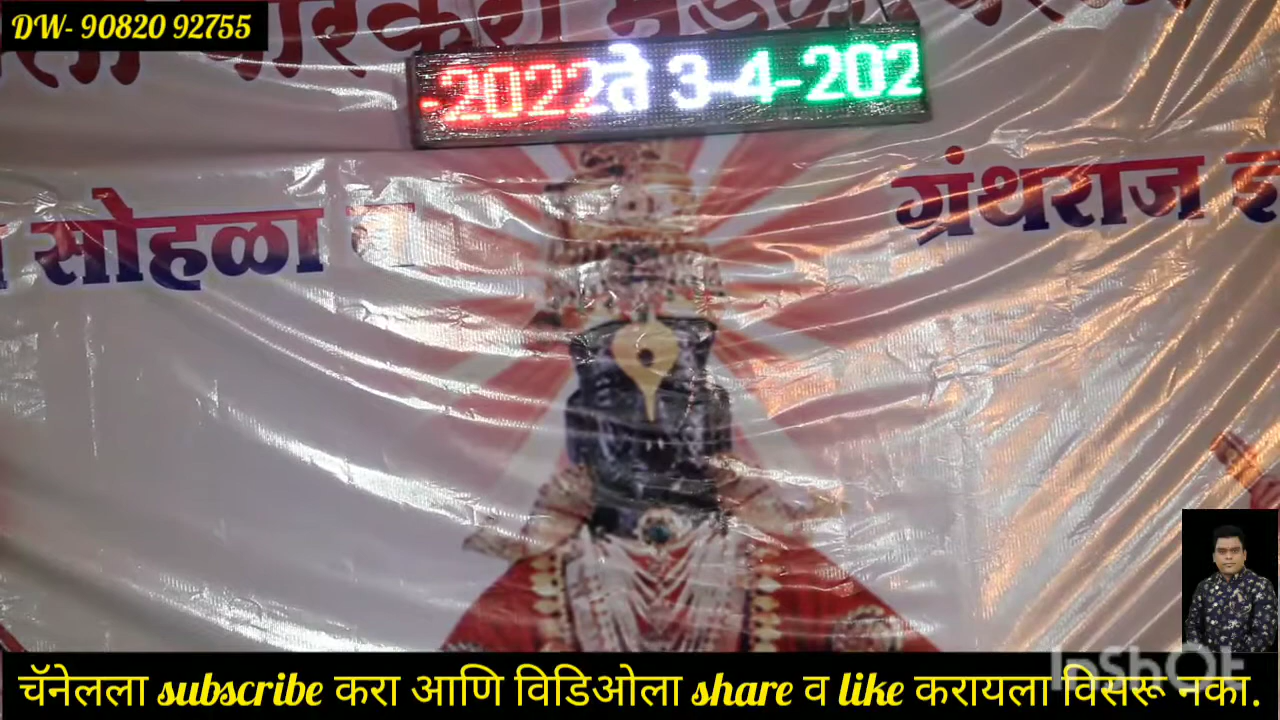 DW- 90820 92755
-2022ते 3-4-202
सोहळा
ग्रंथराज
InShOt
चॅनेलला subscribe करा आणि विडिओला share व like करायला विसरू नका.